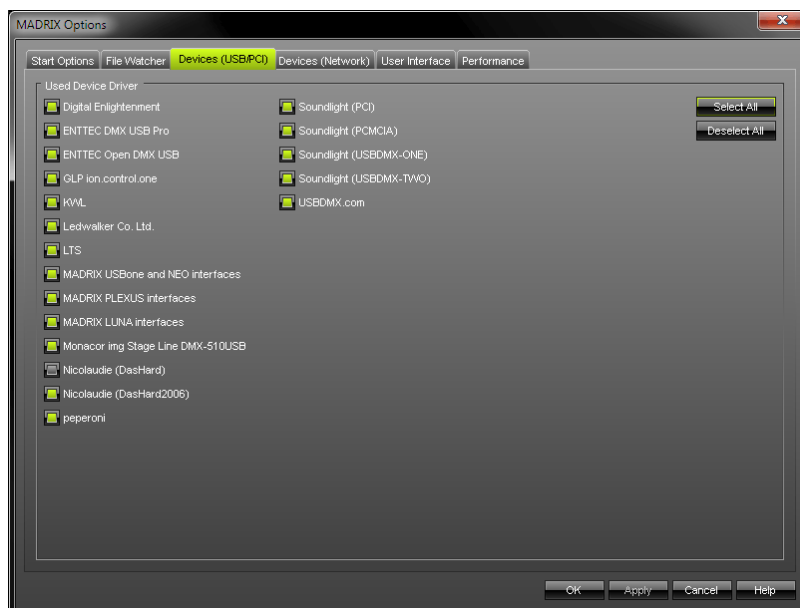 MADRIX Options
Start Options File Watcher Devices (USB/PCI) Devices (Network) User Interface Performance
Used Device Driver
Digital Enlightenment
ENTTEC DMX USB Pro
ENTTEC Open DMX USB
GLP ion.control.one
KWL
Ledwalker Co. Ltd.
LTS
MADRIX USBone and NEO interfaces
MADRIX PLEXUS interfaces
MADRIX LUNA interfaces
Monacor img Stage Line DMX-510USB
Nicolaudie (DasHard)
Nicolaudie (DasHard2006)
peperoni
Soundlight (PCI)
Soundlight (PCMCIA)
Soundlight (USBDMX-ONE)
Soundlight (USBDMX-TWO)
USBDMX.com
Select All
Deselect All
OK Apply Cancel Help